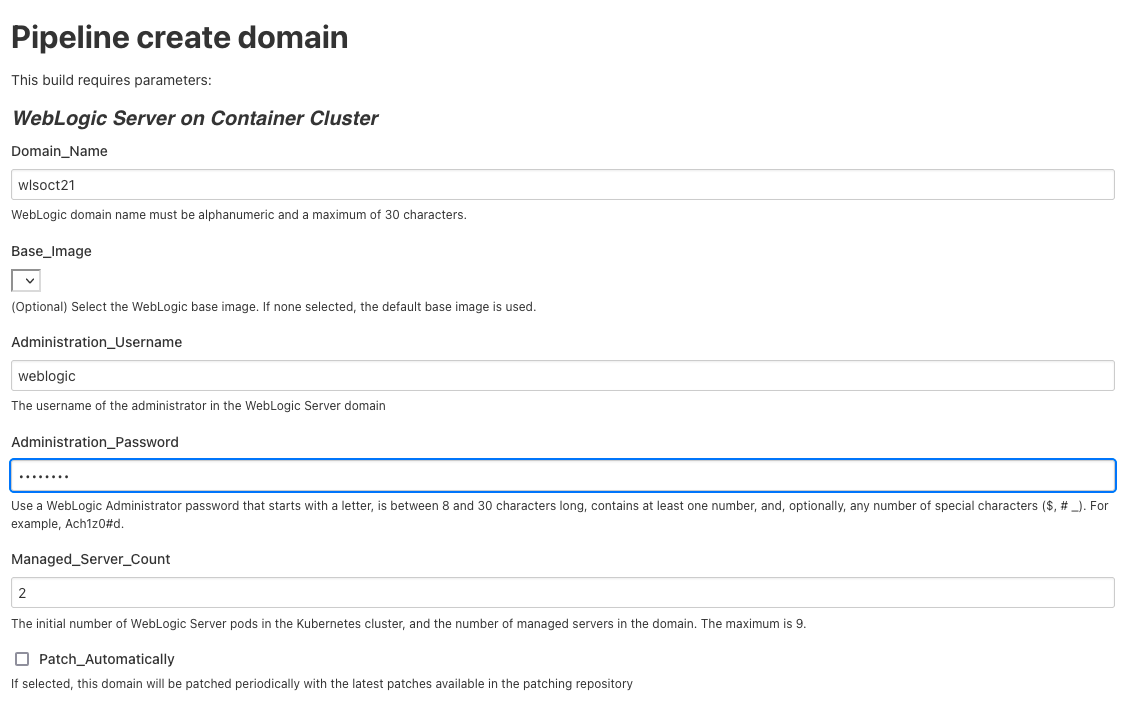 Pipeline create domain
This build requires parameters:
WebLogic Server on Container Cluster
Domain_Name
wlsoct21
WebLogic domain name must be alphanumeric and a maximum of 30 characters.
Base_Image
(Optional) Select the WebLogic base image. If none selected, the default base image is used.
Administration_Username
weblogic
The username of the administrator in the WebLogic Server domain
Administration_Password
••••••••
Use a WebLogic Administrator password that starts with a letter, is between 8 and 30 characters long, contains at least one number, and, optionally, any number of special characters ($, # _). For
example, Ach1z0#d.
Managed_Server_Count
2
The initial number of WebLogic Server pods in the Kubernetes cluster, and the number of managed servers in the domain. The maximum is 9.
Patch_Automatically
If selected, this domain will be patched periodically with the latest patches available in the patching repository